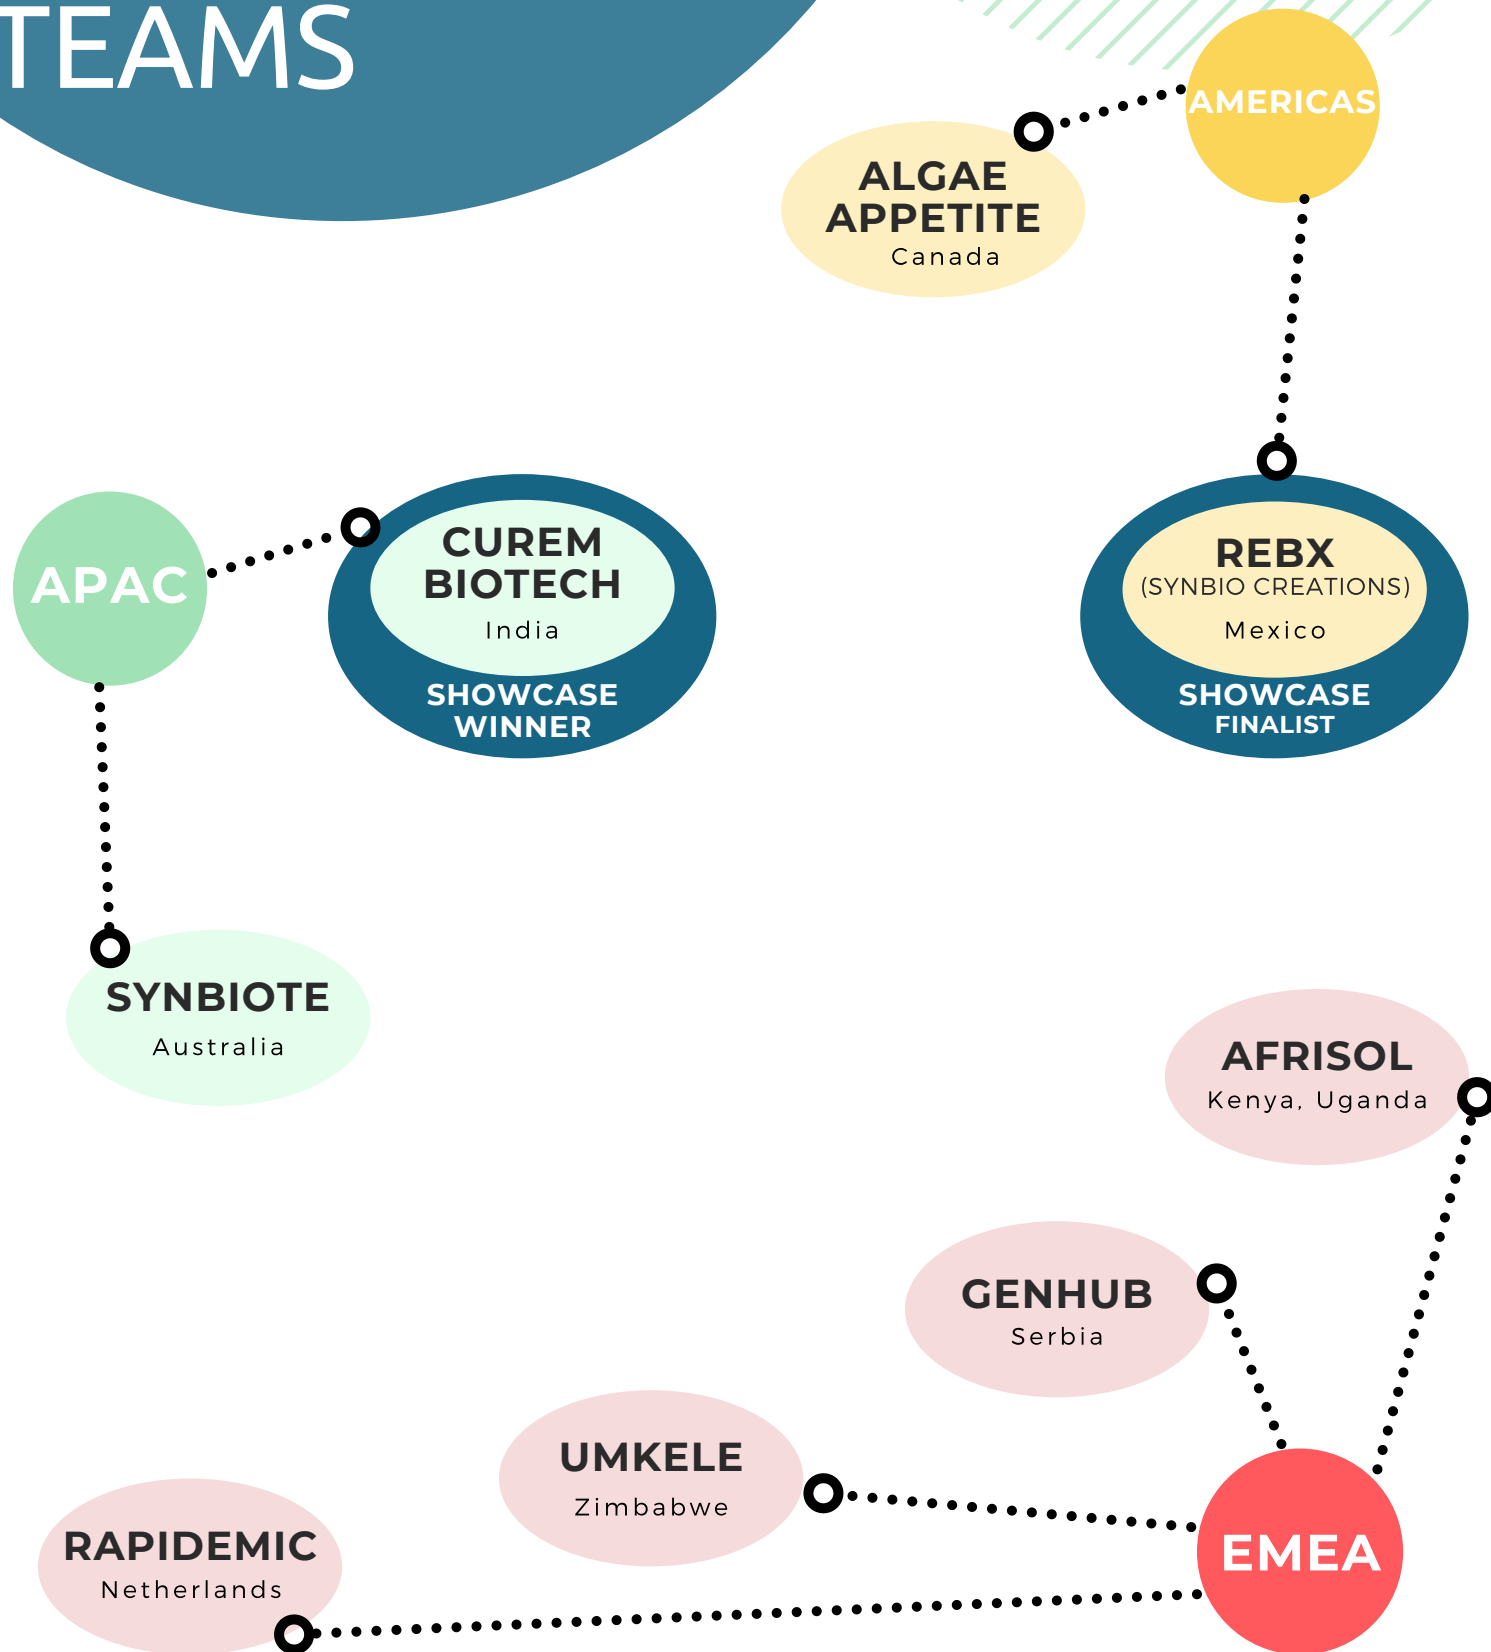 TEAMS
AMERICAS
ALGAE
APPETITE
Canada
REBX
(SYNBIO CREATIONS)
Mexico
SHOWCASE
FINALIST
APAC
CUREM
BIOTECH
India
SHOWCASE
WINNER
SYNBIOTE
Australia
AFRISOL
Kenya, Uganda
GENHUB
Serbia
UMKELE
Zimbabwe
RAPIDEMIC
Netherlands
EMEA